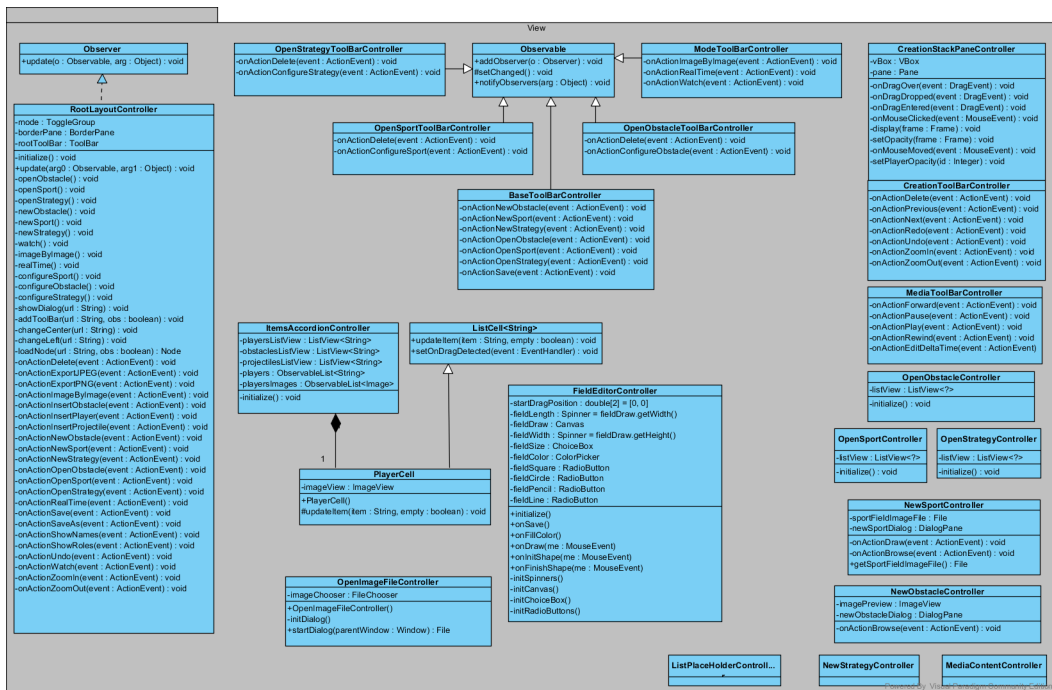 View
Observer
+update(o : Observable, arg : Object) : void
RootLayoutController
-mode : ToggleGroup
-borderPane : BorderPane
-rootToolBar : ToolBar
-initialize() : void
+update(arg0 : Observable, arg1 : Object) : void
-openObstacle() : void
-openSport() : void
-openStrategy() : void
-newObstacle() : void
-newSport() : void
-newStrategy() : void
-watch() : void
-imageByImage() : void
-realTime() : void
-configureSport() : void
-configureObstacle() : void
-configureStrategy() : void
-showDialog(url : String) : void
-addToolBar(url : String, obs : boolean) : void
-changeCenter(url : String) : void
-changeLeft(url : String) : void
-loadNode(url : String, obs : boolean) : Node
-onActionDelete(event : ActionEvent) : void
-onActionExportJPEG(event : ActionEvent) : void
-onActionExportPNG(event : ActionEvent) : void
-onActionImageByImage(event : ActionEvent) : void
-onActionInsertObstacle(event : ActionEvent) : void
-onActionInsertPlayer(event : ActionEvent) : void
-onActionInsertProjectile(event : ActionEvent) : void
-onActionNewObstacle(event : ActionEvent) : void
-onActionNewSport(event : ActionEvent) : void
-onActionNewStrategy(event : ActionEvent) : void
-onActionOpenObstacle(event : ActionEvent) : void
-onActionOpenSport(event : ActionEvent) : void
-onActionOpenStrategy(event : ActionEvent) : void
-onActionRealTime(event : ActionEvent) : void
-onActionSave(event : ActionEvent) : void
-onActionSaveAs(event : ActionEvent) : void
-onActionShowNames(event : ActionEvent) : void
-onActionShowRoles(event : ActionEvent) : void
-onActionUndo(event : ActionEvent) : void
-onActionWatch(event : ActionEvent) : void
-onActionZoomIn(event : ActionEvent) : void
-onActionZoomOut(event : ActionEvent) : void
OpenStrategyToolBarController
-onActionDelete(event : ActionEvent) : void
-onActionConfigureStrategy(event : ActionEvent) : void
Observable
+addObserver(o : Observer) : void
#setChanged() : void
+notifyObservers(arg : Object) : void
ModeToolBarController
-onActionImageByImage(event : ActionEvent) : void
-onActionRealTime(event : ActionEvent) : void
-onActionWatch(event : ActionEvent) : void
OpenSportToolBarController
-onActionDelete(event : ActionEvent) : void
-onActionConfigureSport(event : ActionEvent) : void
OpenObstacleToolBarController
-onActionDelete(event : ActionEvent) : void
-onActionConfigureObstacle(event : ActionEvent) : void
BaseToolBarController
-onActionNewObstacle(event : ActionEvent) : void
-onActionNewSport(event : ActionEvent) : void
-onActionNewStrategy(event : ActionEvent) : void
-onActionOpenObstacle(event : ActionEvent) : void
-onActionOpenSport(event : ActionEvent) : void
-onActionOpenStrategy(event : ActionEvent) : void
-onActionSave(event : ActionEvent) : void
ItemsAccordionController
-playersListView : ListView<String>
-obstaclesListView : ListView<String>
-projectilesListView : ListView<String>
-players : ObservableList<String>
-playersImages : ObservableList<Image>
-initialize() : void
1
ListCell<String>
+updateItem(item : String, empty : boolean) : void
+setOnDragDetected(event : EventHandler) : void
PlayerCell
-imageView : ImageView
+PlayerCell()
#updateItem(item : String, empty : boolean) : void
OpenImageFileController
-imageChooser : FileChooser
+OpenImageFileController()
-initDialog()
+startDialog(parentWindow : Window) : File
FieldEditorController
-startDragPosition : double[2] = [0, 0]
-fieldLength : Spinner = fieldDraw.getWidth()
-fieldDraw : Canvas
-fieldWidth : Spinner = fieldDraw.getHeight()
-fieldSize : ChoiceBox
-fieldColor : ColorPicker
-fieldSquare : RadioButton
-fieldCircle : RadioButton
-fieldPencil : RadioButton
-fieldLine : RadioButton
+initialize()
+onSave()
+onFillColor()
+onDraw(me : MouseEvent)
+onInitShape(me : MouseEvent)
+onFinishShape(me : MouseEvent)
-initSpinners()
-initCanvas()
-initChoiceBox()
-initRadioButtons()
CreationStackPaneController
-vBox : VBox
-pane : Pane
-onDragOver(event : DragEvent) : void
-onDragDropped(event : DragEvent) : void
-onDragEntered(event : DragEvent) : void
-onMouseClicked(event : MouseEvent) : void
-display(frame : Frame) : void
-setOpacity(frame : Frame) : void
-onMouseMoved(event : MouseEvent) : void
-setPlayerOpacity(id : Integer) : void
CreationToolBarController
-onActionDelete(event : ActionEvent) : void
-onActionPrevious(event : ActionEvent) : void
-onActionNext(event : ActionEvent) : void
-onActionRedo(event : ActionEvent) : void
-onActionUndo(event : ActionEvent) : void
-onActionZoomIn(event : ActionEvent) : void
-onActionZoomOut(event : ActionEvent) : void
MediaToolBarController
-onActionForward(event : ActionEvent) : void
-onActionPause(event : ActionEvent) : void
-onActionPlay(event : ActionEvent) : void
-onActionRewind(event : ActionEvent) : void
-onActionEditDeltaTime(event : ActionEvent)
OpenObstacleController
-listView : ListView<?>
-initialize() : void
OpenSportController
-listView : ListView<?>
-initialize() : void
OpenStrategyController
-listView : ListView<?>
-initialize() : void
NewSportController
-sportFieldImageFile : File
-newSportDialog : DialogPane
-onActionDraw(event : ActionEvent) : void
-onActionBrowse(event : ActionEvent) : void
+getSportFieldImageFile() : File
NewObstacleController
-imagePreview : ImageView
-newObstacleDialog : DialogPane
-onActionBrowse(event : ActionEvent) : void
ListPlaceHolderControll...
r
NewStrategyController
MediaContentController
Powered By Visual Paradigm Community Edition